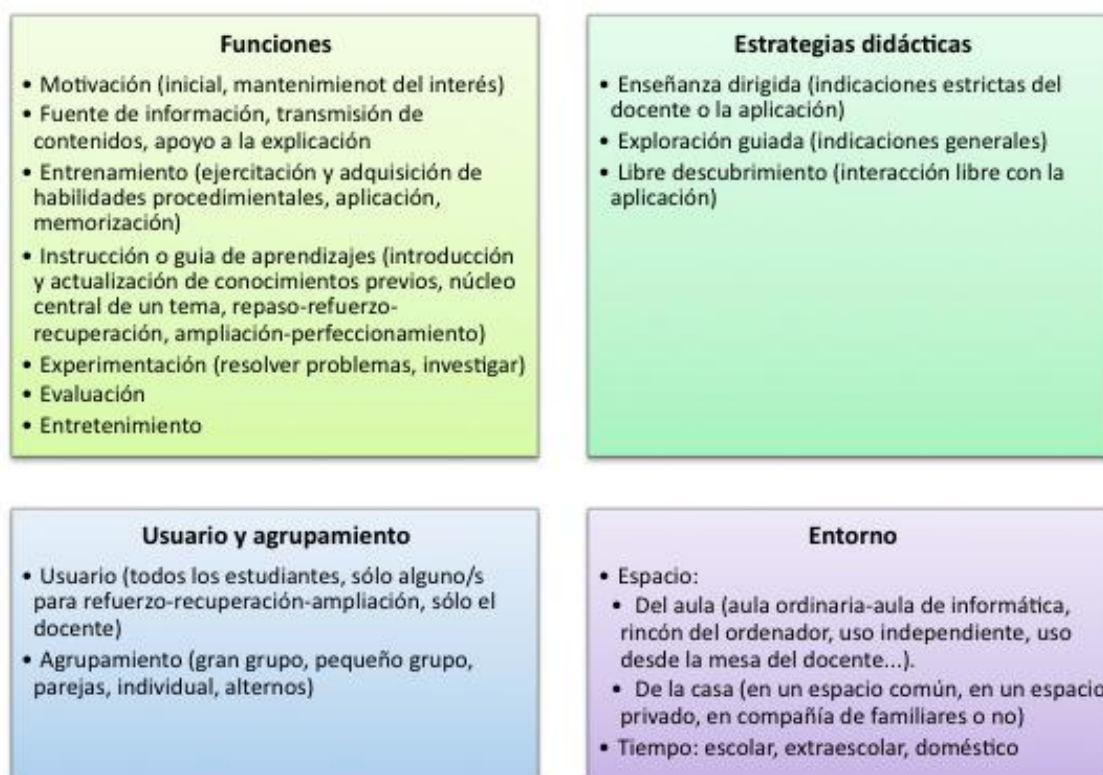 Funciones
• Motivación (inicial, mantenimienot del interés)
• Fuente de información, transmisión de
contenidos, apoyo a la explicación
• Entrenamiento (ejercitación y adquisición de
habilidades procedimientales, aplicación,
memorización)
• Instrucción o guia de aprendizajes (introducción
y actualización de conocimientos previos, núcleo
central de un tema, repaso-refuerzo-
recuperación, ampliación-perfeccionamiento)
• Experimentación (resolver problemas, investigar)
• Evaluación
• Entretenimiento
Estrategias didácticas
• Enseñanza dirigida (indicaciones estrictas del
docente o la aplicación)
• Exploración guiada (indicaciones generales)
• Libre descubrimiento (interacción libre con la
aplicación)
Usuario y agrupamiento
• Usuario (todos los estudiantes, sólo alguno/s
para refuerzo-recuperación-ampliación, sólo el
docente)
• Agrupamiento (gran grupo, pequeño grupo,
parejas, individual, alternos)
Entorno
• Espacio:
• Del aula (aula ordinaria-aula de informática,
rincón del ordenador, uso independiente, uso
desde la mesa del docente...).
• De la casa (en un espacio común, en un espacio
privado, en compañía de familiares o no)
• Tiempo: escolar, extraescolar, doméstico